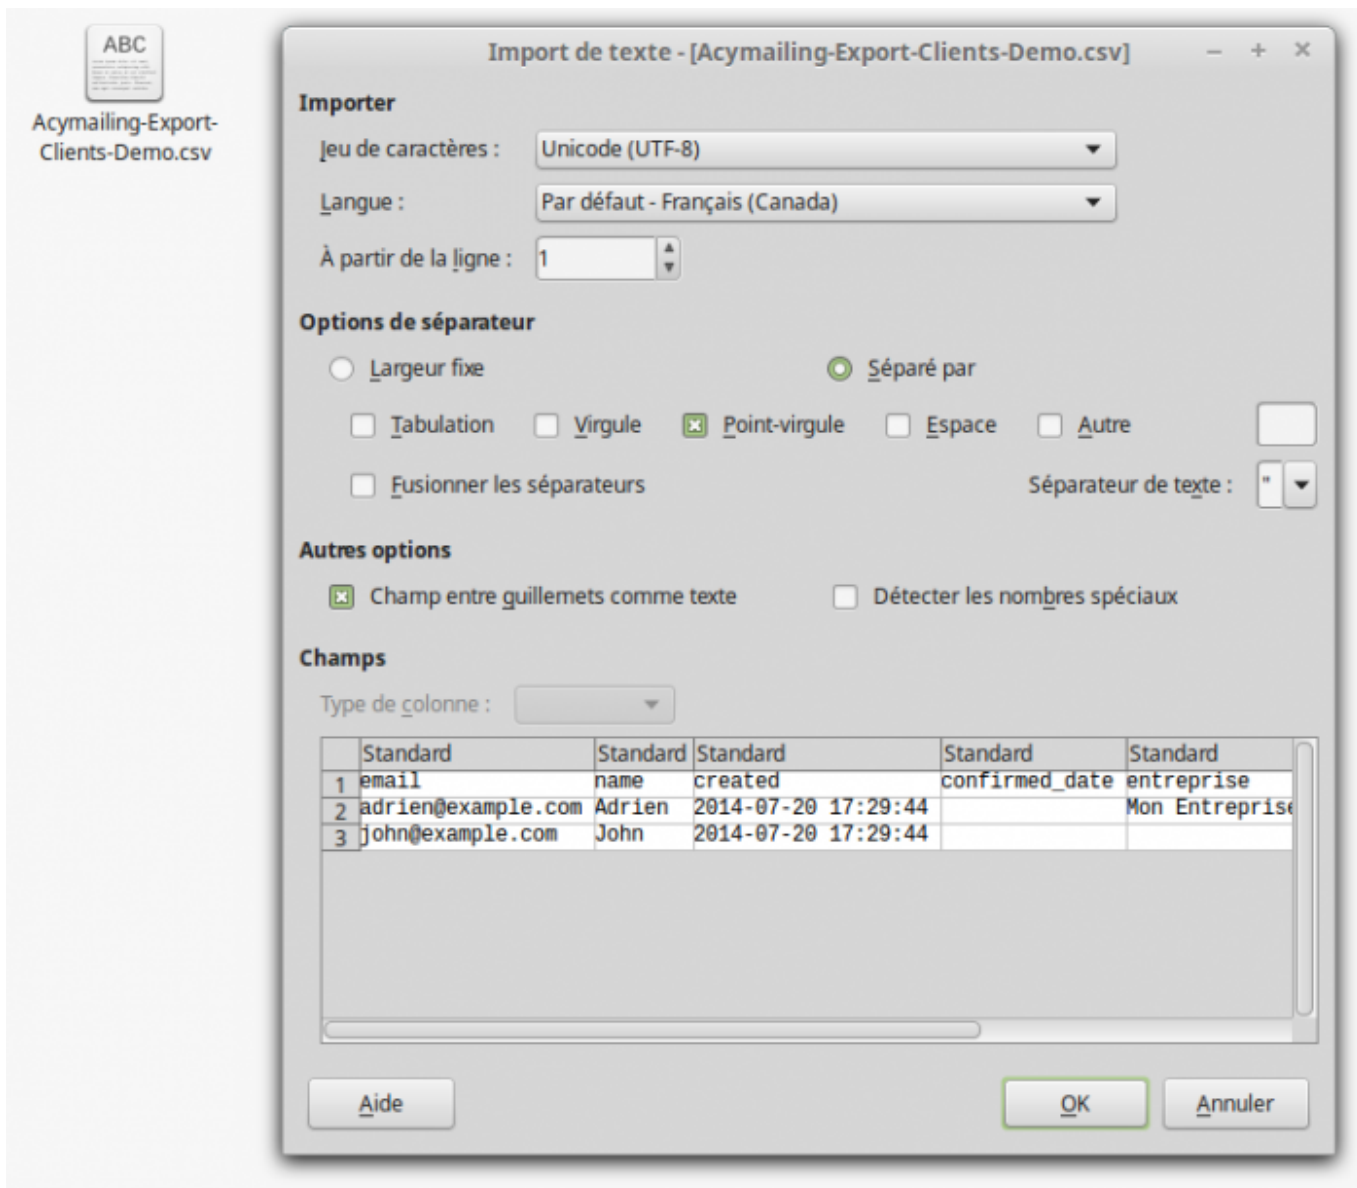 ABC
Acymailing-Export-
Clients-Demo.csv
Import de texte - [Acymailing-Export-Clients-Demo.csv]
Importer
Jeu de caractères : Unicode (UTF-8)
Langue : Par défaut - Français (Canada)
À partir de la ligne : 1
Options de séparateur
Largeur fixe Séparé par
Tabulation Virgule Point-virgule Espace Autre
Fusionner les séparateurs Séparateur de texte : "
Autres options
Champ entre guillemets comme texte Détecter les nombres spéciaux
Champs
Type de colonne :
Standard Standard Standard Standard Standard
1 email name created confirmed_date entreprise
2 adrien@example.com Adrien 2014-07-20 17:29:44 Mon Entreprise
3 john@example.com John 2014-07-20 17:29:44
Aide OK Annuler